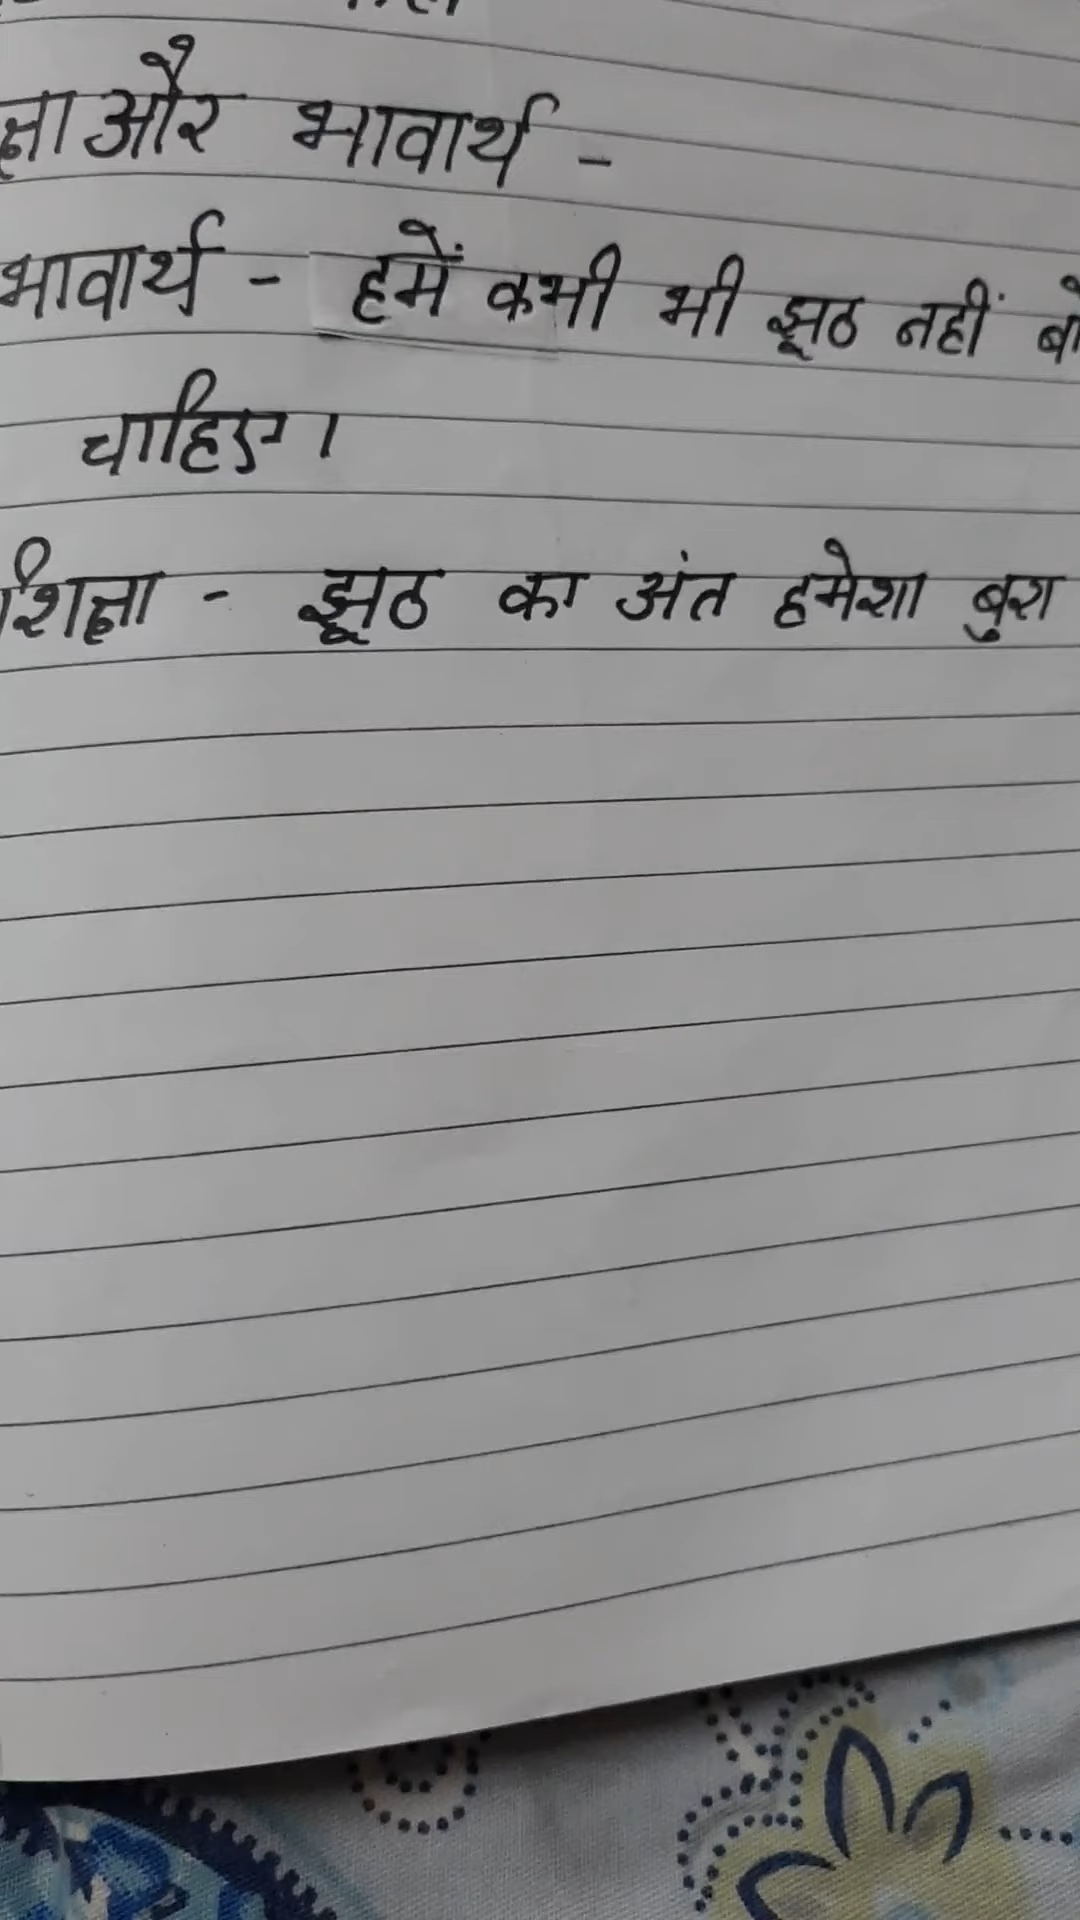 और भावार्थ -
भावार्थ - हमें कभी भी झूठ नहीं
चाहिए।
शिक्षा - झूठ का अंत हमेशा बुरा